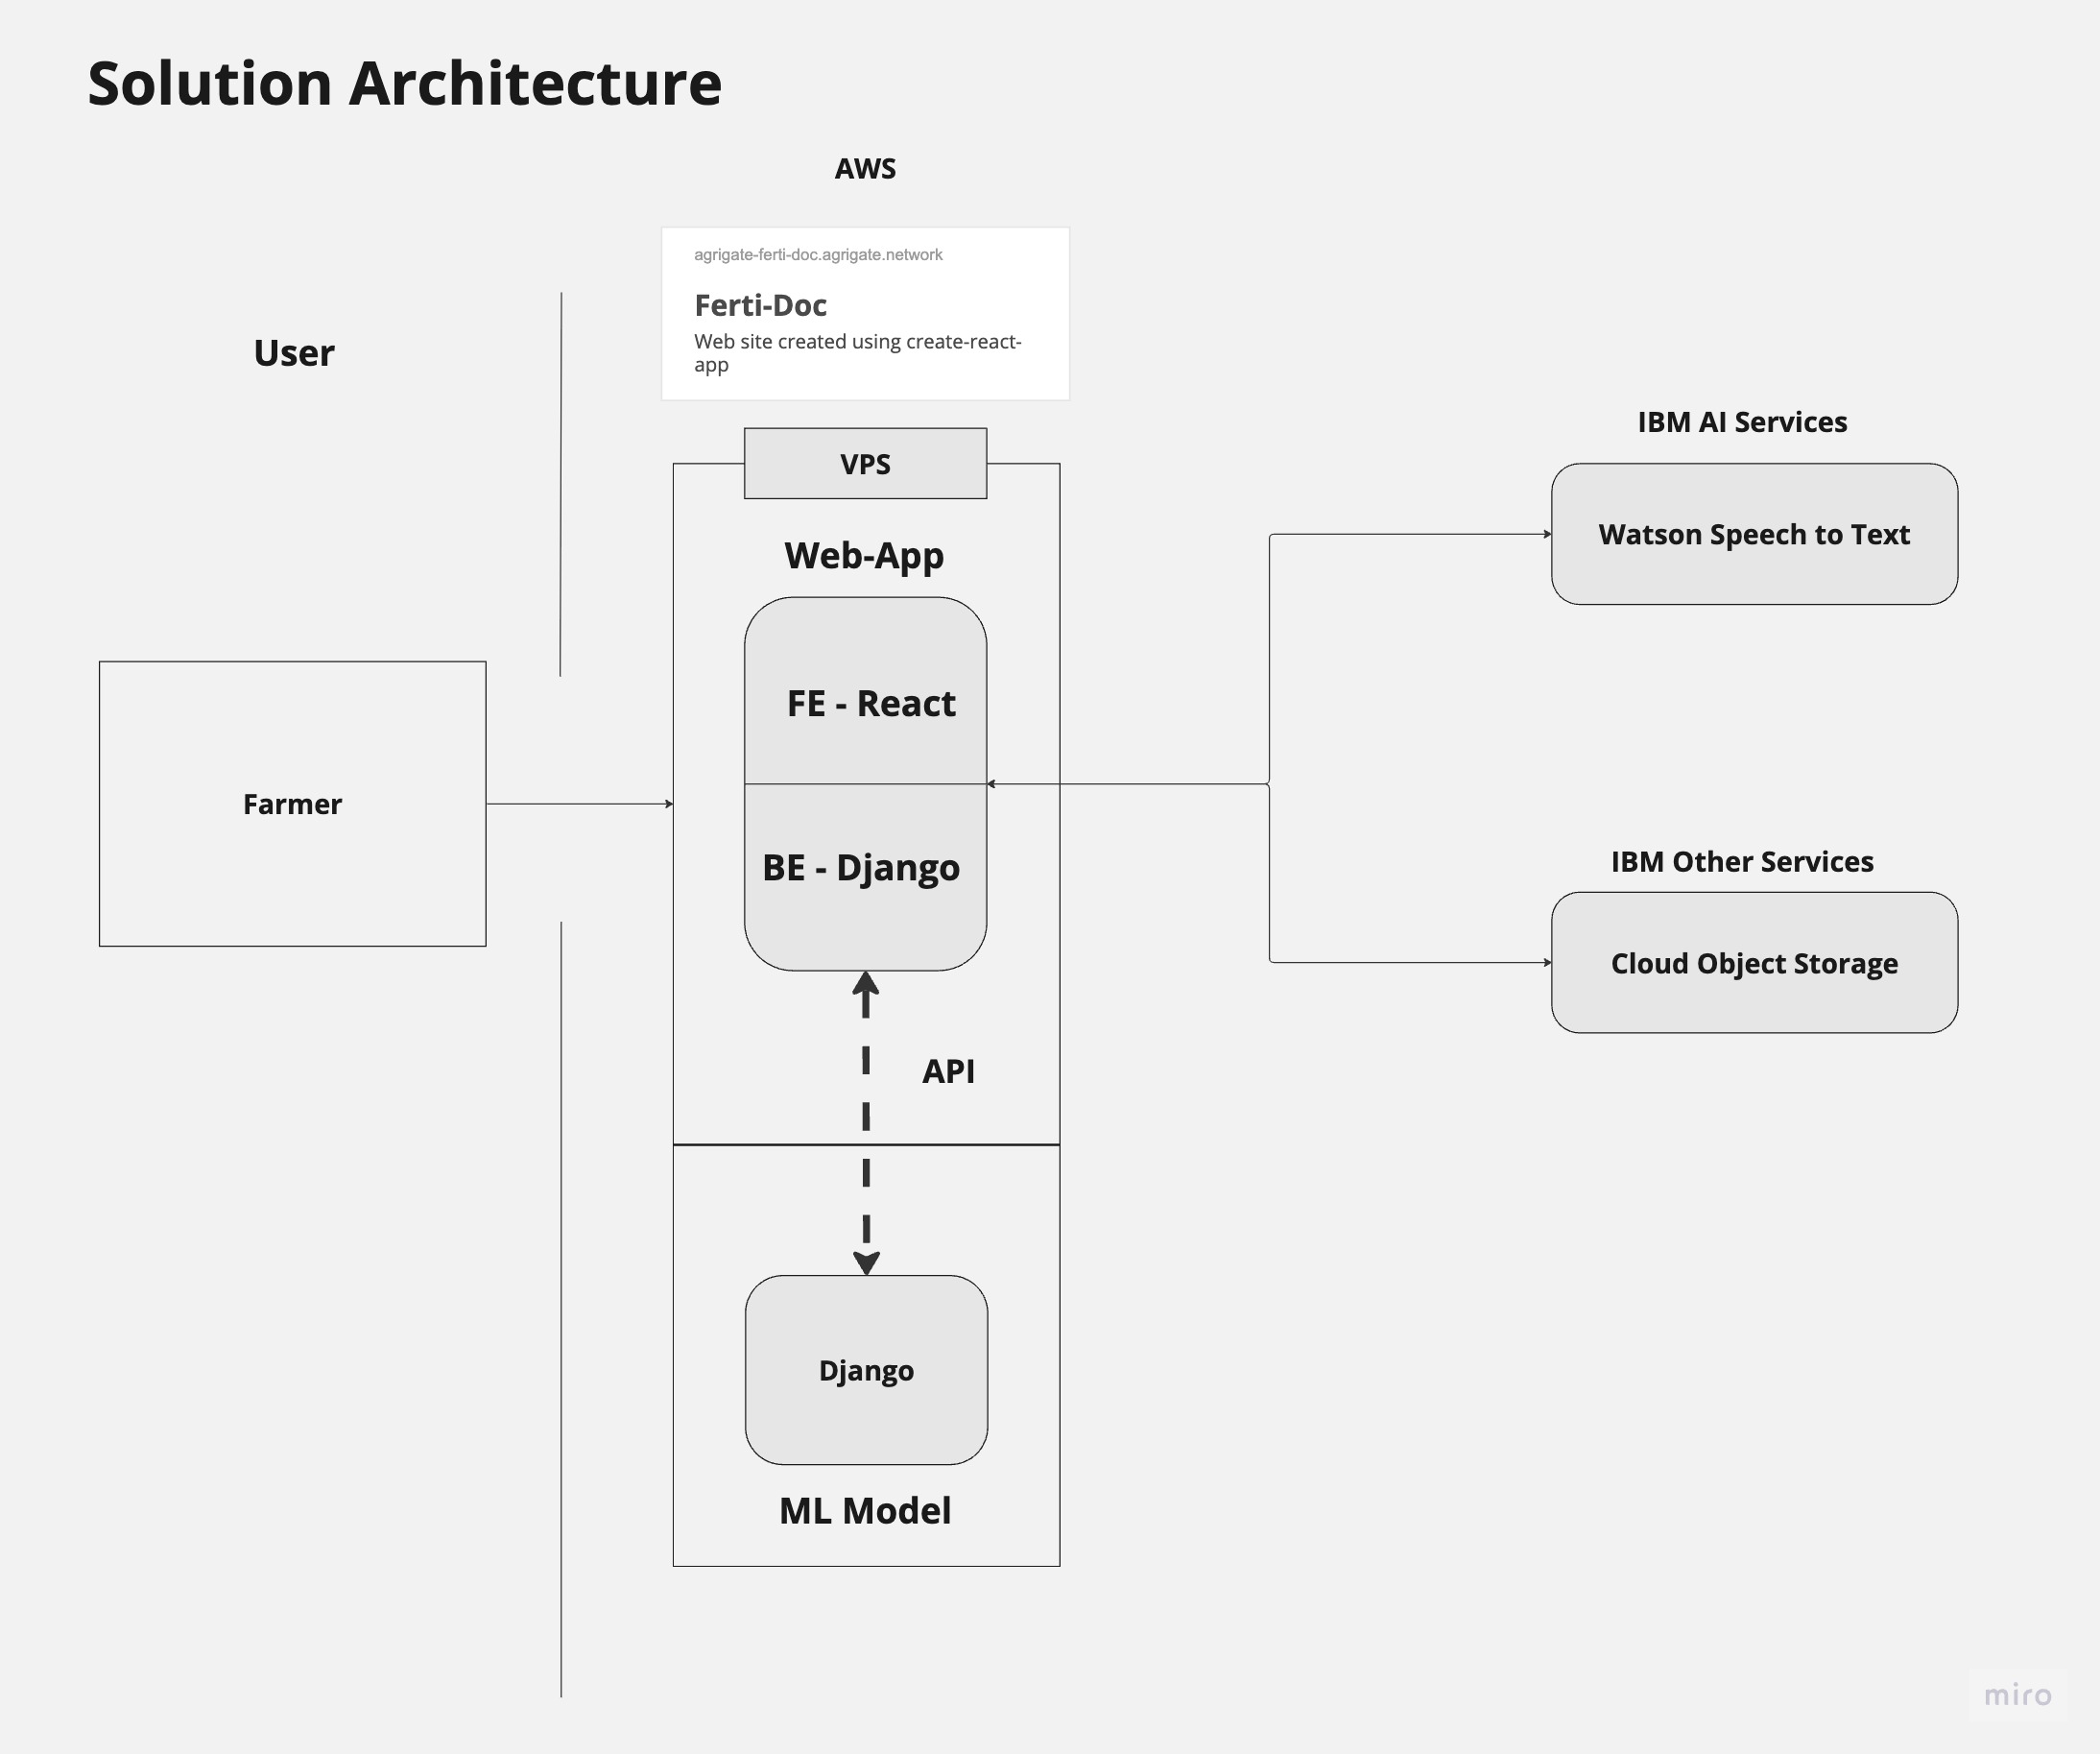 Solution Architecture
AWS
agrigate-ferti-doc.agrigate.network
Ferti-Doc
Web site created using create-react-
app
User
VPS
IBM AI Services
Web-App
Watson Speech to Text
FE - React
Farmer
BE - Django
IBM Other Services
Cloud Object Storage
API
Django
ML Model
miro